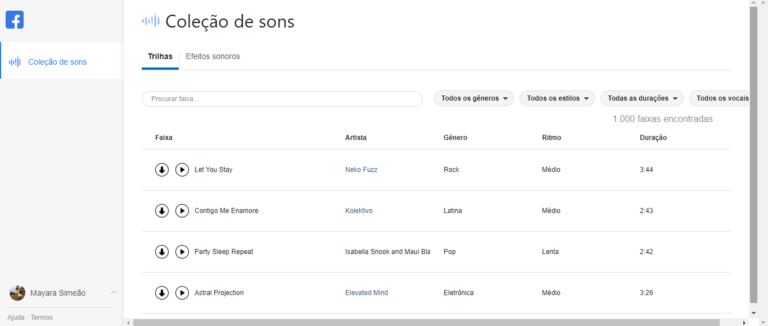 Coleção de sons
Coleção de sons
Trilhas
Efeitos sonoros
Procurar faixa...
Todos os gêneros
Todos os estilos
Todas as durações
Todos os vocais
1.000 faixas encontradas
Faixa Artista Gênero Ritmo Duração
Let You Stay Neko Fuzz Rock Médio 3:44
Contigo Me Enamore Kolektivo Latina Médio 2:43
Party Sleep Repeat Isabella Snook and Maui Bla Pop Lenta 2:42
Astral Projection Elevated Mind Eletrônica Médio 3:26
Mayara Simeão
Ajuda · Termos